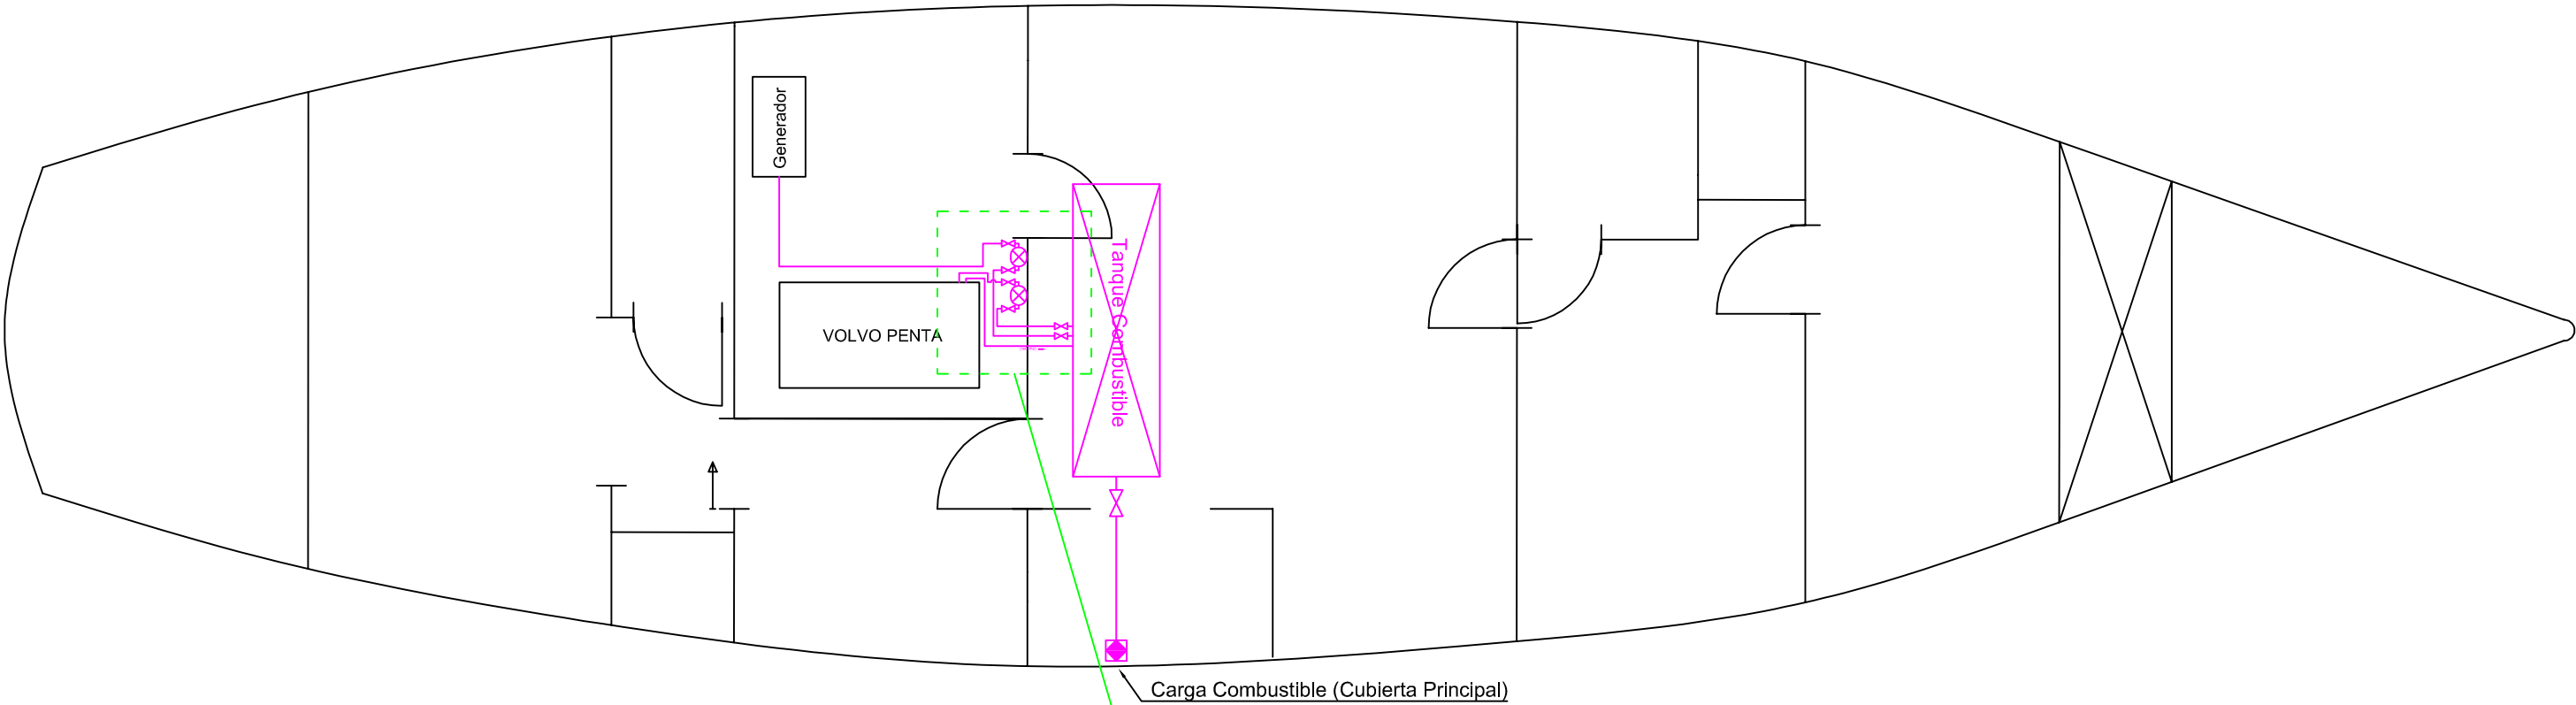 Generador
VOLVO PENTA
Tanque Combustible
Carga Combustible (Cubierta Principal)